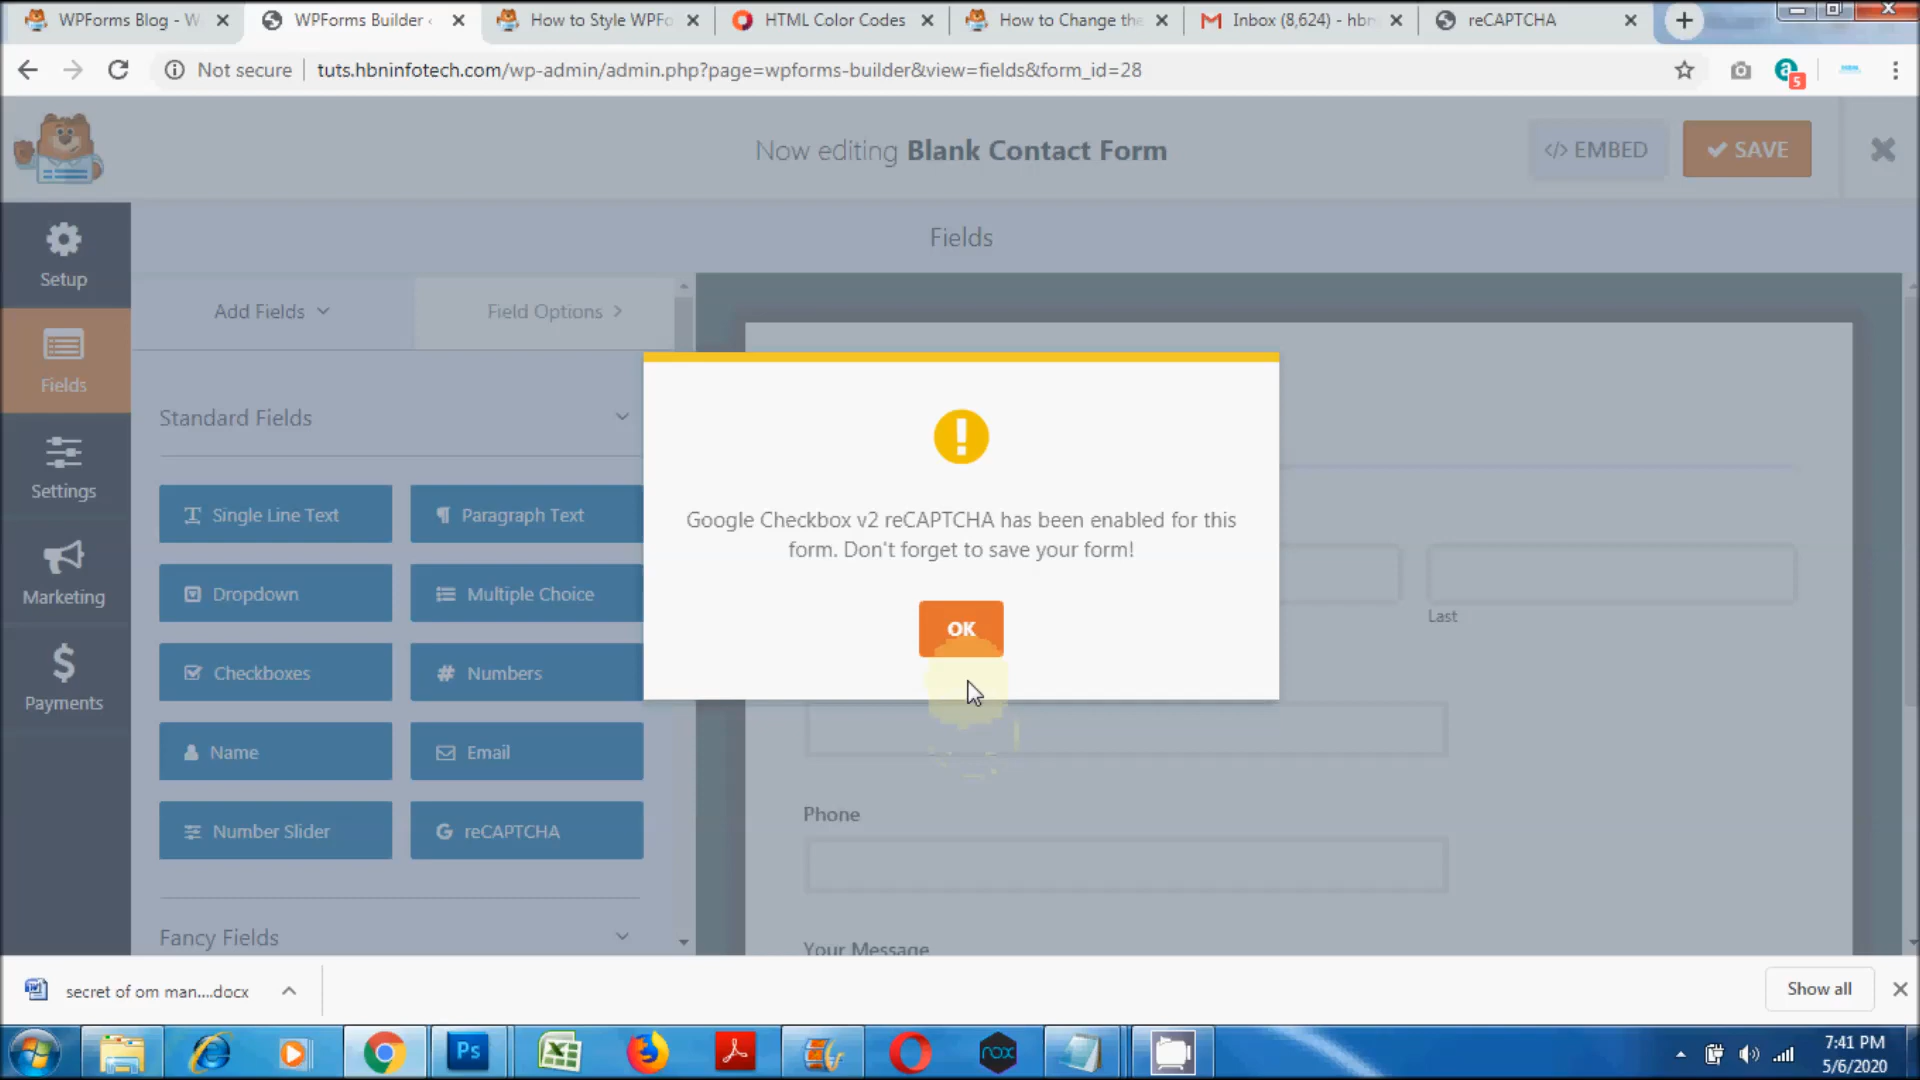 WPForms Blog - W
WPForms Builder ‹
How to Style WPFo
HTML Color Codes
How to Change the
Inbox (8,624) - hbn
reCAPTCHA
Not secure
tuts.hbninfotech.com/wp-admin/admin.php?page=wpforms-builder&view=fields&form_id=28
5
Now editing Blank Contact Form
</> EMBED
SAVE
Setup
Fields
Settings
Marketing
Payments
Fields
Add Fields
Field Options
Standard Fields
Single Line Text
Paragraph Text
Dropdown
Multiple Choice
Checkboxes
Numbers
Name
Email
Number Slider
reCAPTCHA
Fancy Fields
Google Checkbox v2 reCAPTCHA has been enabled for this
form. Don't forget to save your form!
OK
Last
Phone
Your Message
secret of om man....docx
Show all
Ps
nox
7:41 PM
5/6/2020